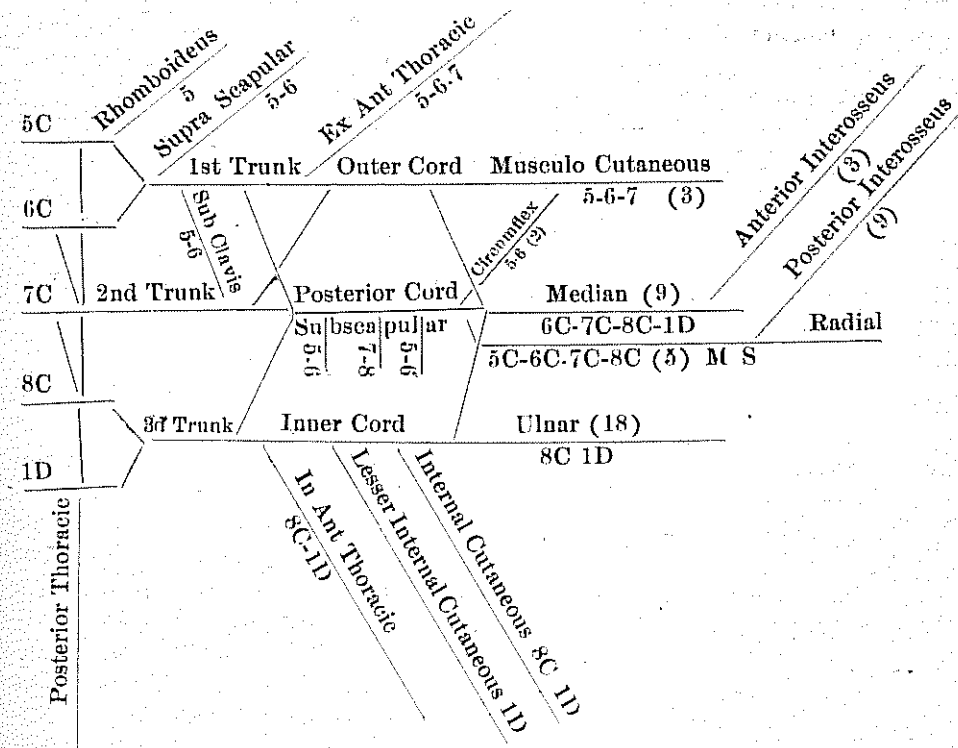 Rhomboideus
5
Supra Scapular
5-6
Ex Ant Thoracic
5-6-7
5C
1st Trunk
Outer Cord
Musculo Cutaneous
5-6-7 (3)
Anterior Interosseus
(3)
Posterior Interosseus
(9)
6C
Sub Clavis
5-6
Circumflex
5-6 (2)
7C
2nd Trunk
Posterior Cord
Median (9)
6C-7C-8C-1D
Radial
Subscapular
5-6
7-8
5-6
5C-6C-7C-8C (5) M S
8C
3d Trunk
Inner Cord
Ulnar (18)
8C 1D
1D
In Ant Thoracic
8C-1D
Lesser Internal Cutaneous 1D
Internal Cutaneous 8C 1D
Posterior Thoracic